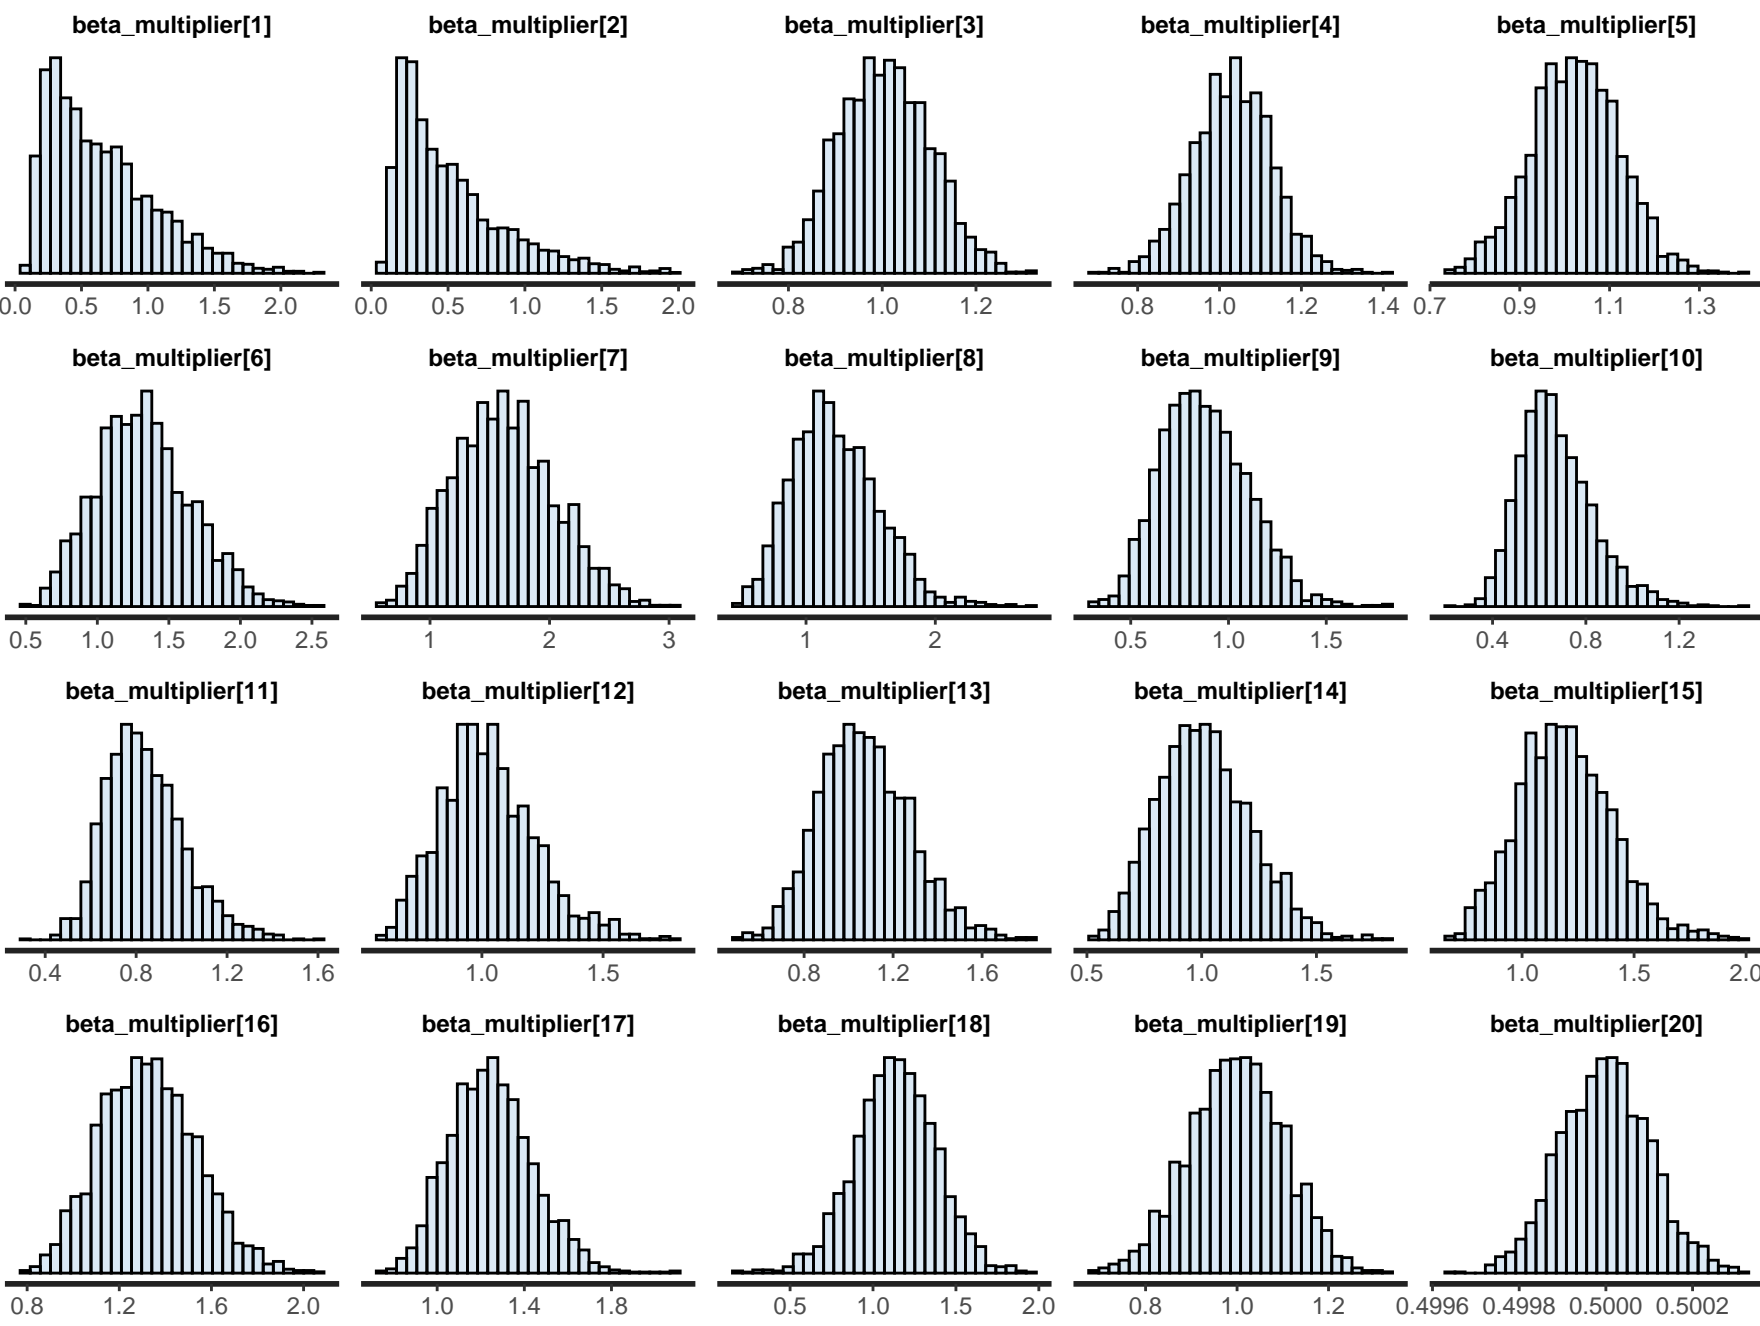 beta_multiplier[1] beta_multiplier[2] beta_multiplier[3] beta_multiplier[4] beta_multiplier[5]
0.0 0.5 1.0 1.5 2.0 0.0 0.5 1.0 2.0 0.8 1.0 1.2 0.8 1.0 1.2 1.4 0.7 0.9 1.1 1.3
beta_multiplier[6] beta_multiplier[7] beta_multiplier[8] beta_multiplier[9] beta_multiplier[10]
0.5 1.0 1.5 2.0 2.5 1 2 3 1 2 0.5 1.0 1.5 0.4 0.8 1.2
beta_multiplier[11] beta_multiplier[12] beta_multiplier[13] beta_multiplier[14] beta_multiplier[15]
0.4 0.8 1.2 1.6 1.0 1.5 0.8 1.2 1.6 0.5 1.0 1.5 1.0 1.5 2.0
beta_multiplier[16] beta_multiplier[17] beta_multiplier[18] beta_multiplier[19] beta_multiplier[20]
0.8 1.2 1.6 2.0 1.0 1.4 1.8 0.5 1.0 1.5 2.0 0.8 1.0 1.2 0.4996 0.4998 0.5000 0.5002